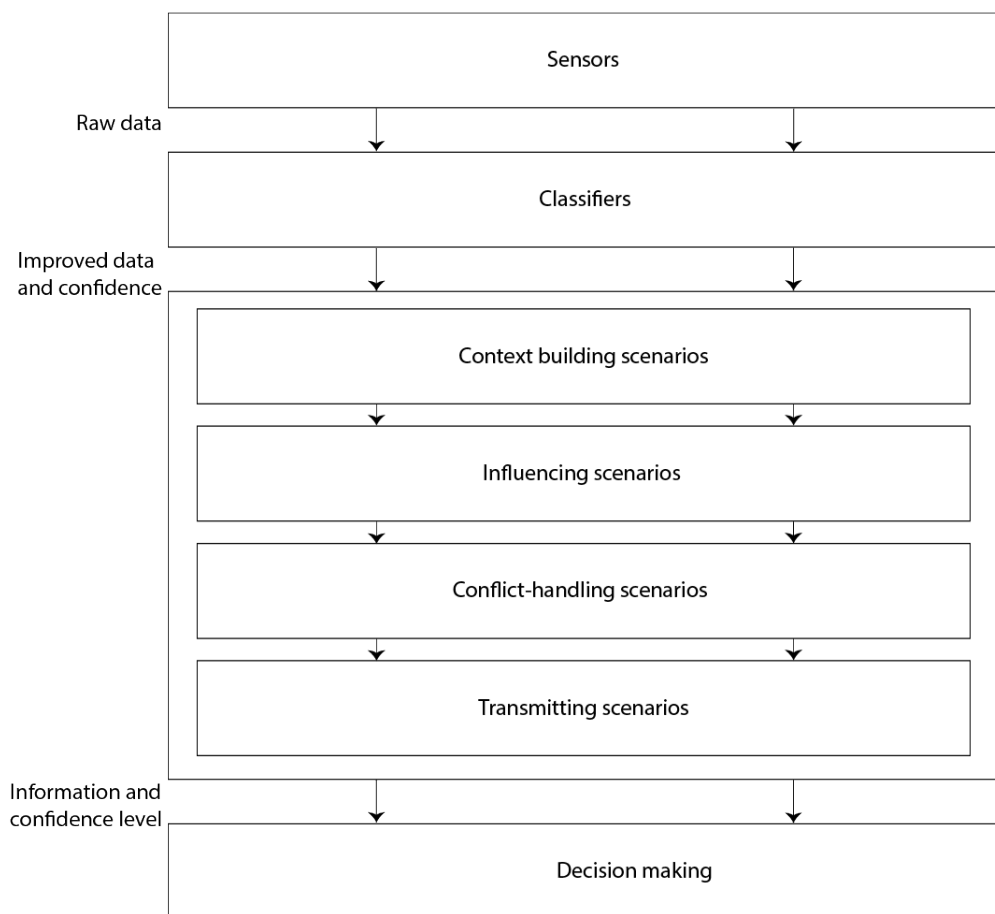 Sensors
Raw data
Classifiers
Improved data
and confidence
Context building scenarios
Influencing scenarios
Conflict-handling scenarios
Transmitting scenarios
Information and
confidence level
Decision making